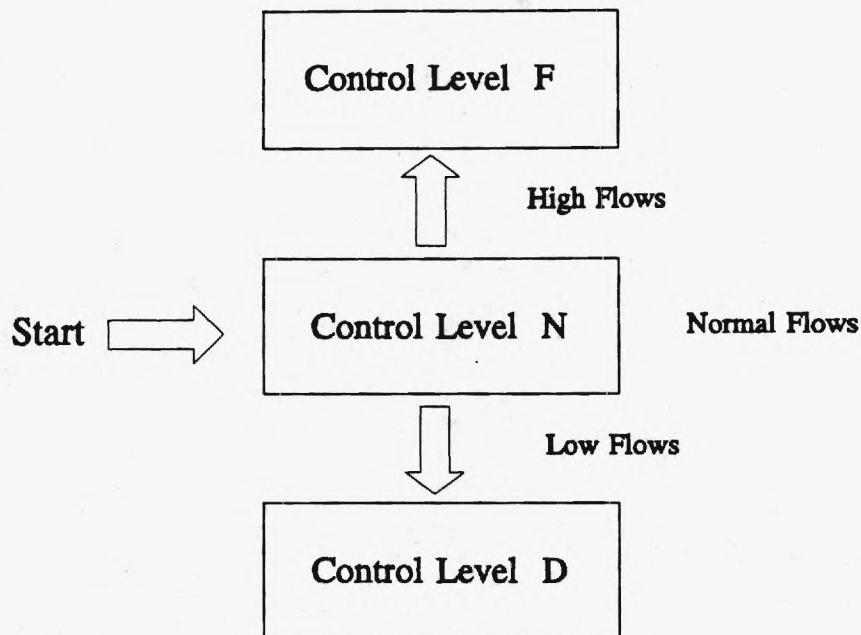 Control Level F
High Flows
Start
Control Level N
Normal Flows
Low Flows
Control Level D